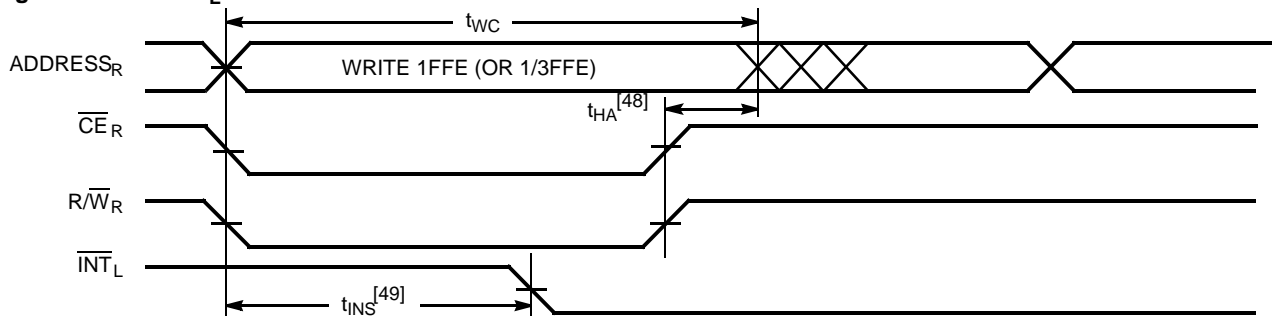 L
tWC
ADDRESSR
WRITE 1FFE (OR 1/3FFE)
tHA[48]
CER
R/WR
INTL
tINS[49]